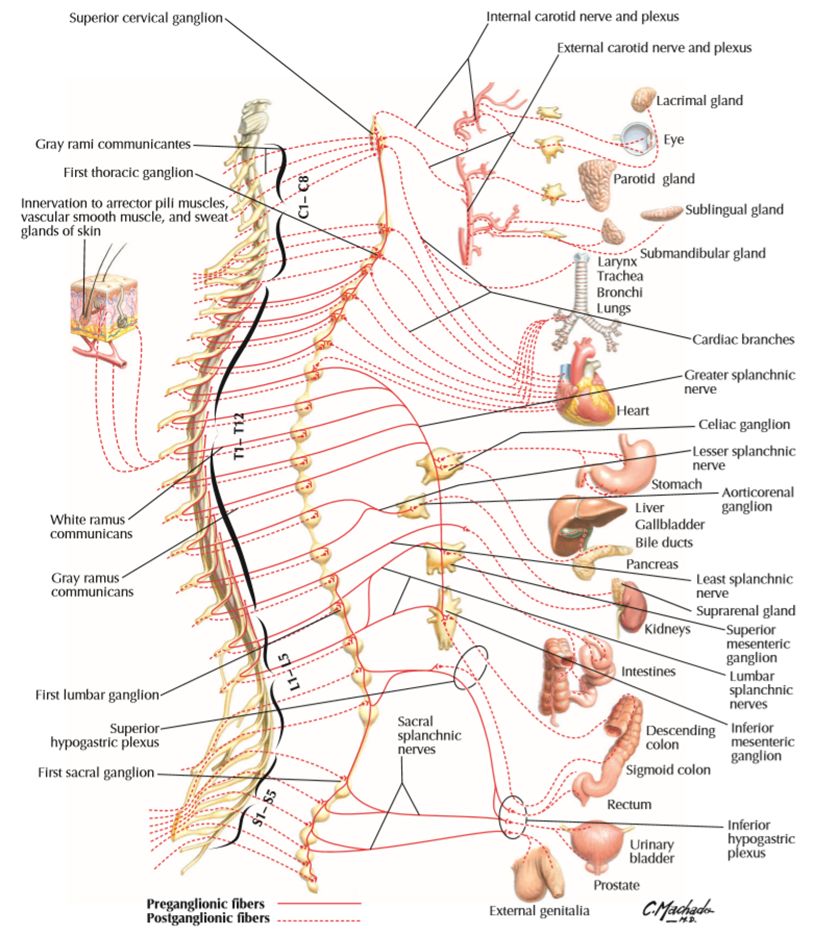 Superior cervical ganglion
Internal carotid nerve and plexus
External carotid nerve and plexus
Lacrimal gland
Gray rami communicantes
Eye
First thoracic ganglion
Parotid gland
C1– C8
Innervation to arrector pili muscles,
vascular smooth muscle, and sweat
glands of skin
Sublingual gland
Submandibular gland
Larynx
Trachea
Bronchi
Lungs
Cardiac branches
Greater splanchnic
nerve
Heart
T1– T12
Celiac ganglion
Lesser splanchnic
nerve
Stomach
Aorticorenal
ganglion
White ramus
communicans
Liver
Gallbladder
Bile ducts
Pancreas
Gray ramus
communicans
Least splanchnic
nerve
Suprarenal gland
Kidneys
Superior
mesenteric
ganglion
L1– L5
Intestines
Lumbar
splanchnic
nerves
First lumbar ganglion
Superior
hypogastric plexus
Sacral
splanchnic
nerves
Descending
colon
Inferior
mesenteric
ganglion
First sacral ganglion
Sigmoid colon
S1– S5
Rectum
Inferior
hypogastric
plexus
Urinary
bladder
Prostate
Preganglionic fibers
Postganglionic fibers
External genitalia
C.Machado
M.D.